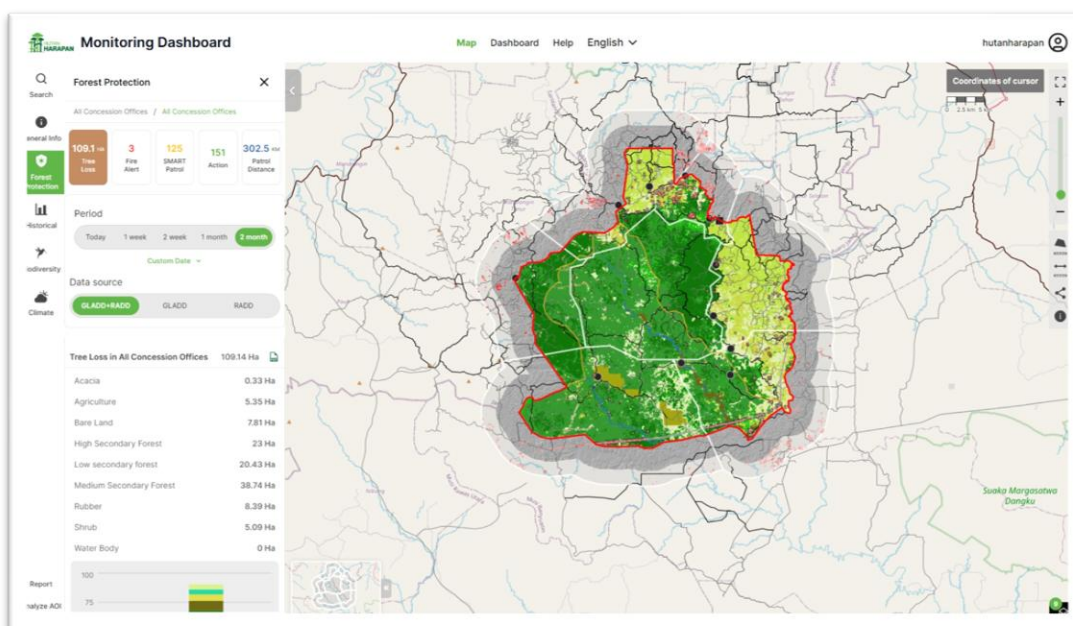 HUTAN HARAPAN
Monitoring Dashboard
Map
Dashboard
Help
English
hutanharapan
Search
eneral Info
Forest
rotection
Historical
odiversity
Climate
Report
nalyze AOI
Forest Protection
All Concession Offices / All Concession Offices
109.1 Ha
Tree
Loss
3
Fire
Alert
125
SMART
Patrol
151
Action
302.5 KM
Patrol
Distance
Period
Today
1 week
2 week
1 month
2 month
Custom Date
Data source
GLADD+RADD
GLADD
RADD
Tree Loss in All Concession Offices 109.14 Ha
Acacia 0.33 Ha
Agriculture 5.35 Ha
Bare Land 7.81 Ha
High Secondary Forest 23 Ha
Low secondary forest 20.43 Ha
Medium Secondary Forest 38.74 Ha
Rubber 8.39 Ha
Shrub 5.09 Ha
Water Body 0 Ha
100
75
Coordinates of cursor
Suaka Margasatwa
Dangku